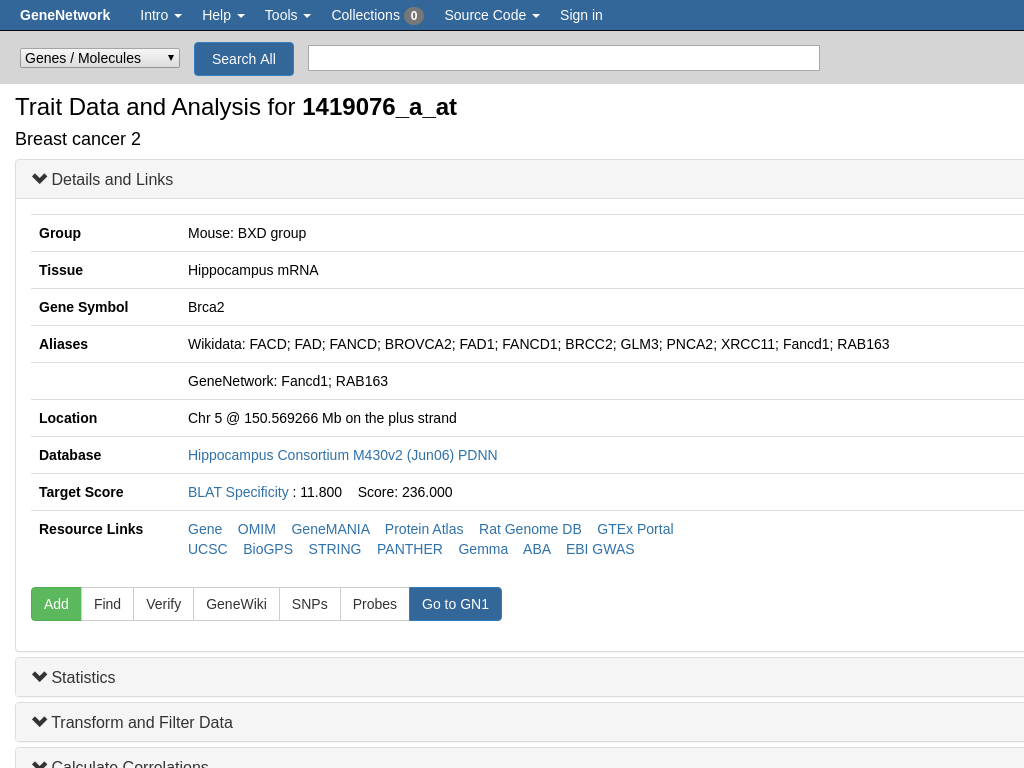 GeneNetwork Intro Help Tools Collections 0 Source Code Sign in
Genes / Molecules Search All
Trait Data and Analysis for 1419076_a_at
Breast cancer 2
Details and Links
Group Mouse: BXD group
Tissue Hippocampus mRNA
Gene Symbol Brca2
Aliases Wikidata: FACD; FAD; FANCD; BROVCA2; FAD1; FANCD1; BRCC2; GLM3; PNCA2; XRCC11; Fancd1; RAB163
GeneNetwork: Fancd1; RAB163
Location Chr 5 @ 150.569266 Mb on the plus strand
Database Hippocampus Consortium M430v2 (Jun06) PDNN
Target Score BLAT Specificity : 11.800 Score: 236.000
Resource Links Gene OMIM GeneMANIA Protein Atlas Rat Genome DB GTEx Portal
UCSC BioGPS STRING PANTHER Gemma ABA EBI GWAS
Add Find Verify GeneWiki SNPs Probes Go to GN1
Statistics
Transform and Filter Data
Calculate Correlations